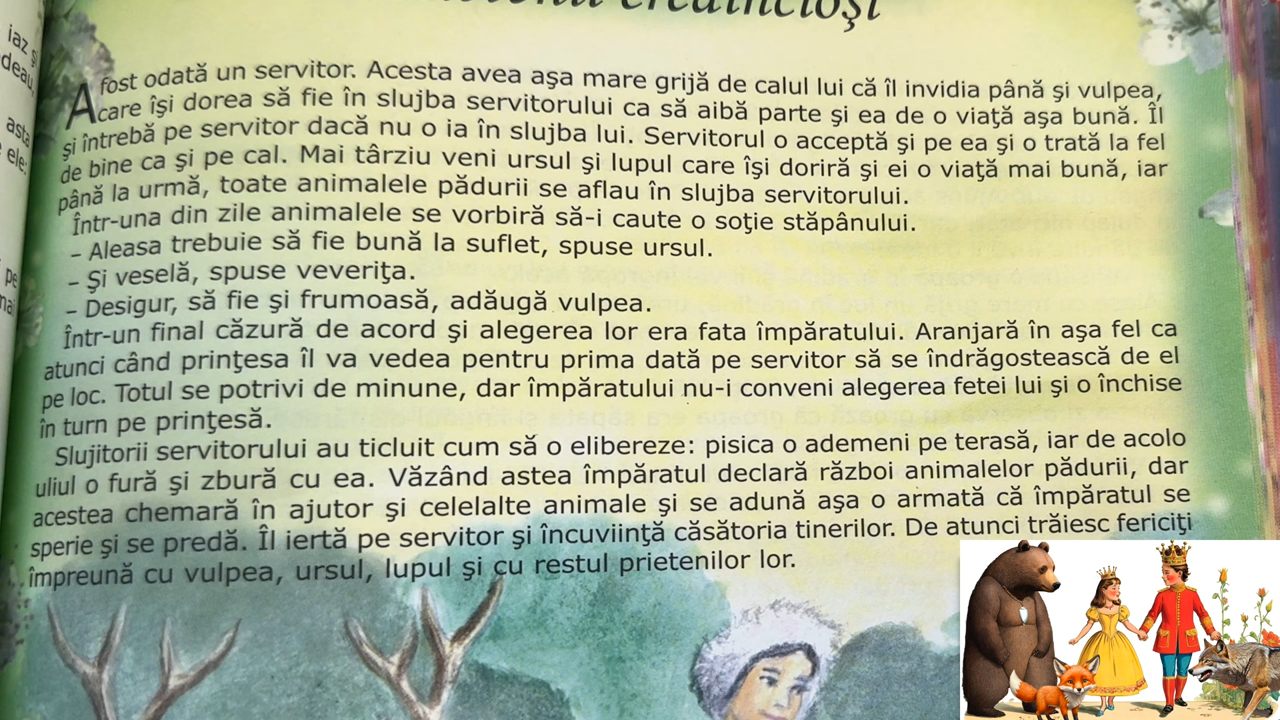 credincioşi
iaz
deau,
A fost odată un servitor. Acesta avea aşa mare grijă de calul lui că îl invidia până şi vulpea,
care îşi dorea să fie în slujba servitorului ca să aibă parte şi ea de o viaţă aşa bună. Îl
şi întrebă pe servitor dacă nu o ia în slujba lui. Servitorul o acceptă şi pe ea şi o trată la fel
de bine ca şi pe cal. Mai târziu veni ursul şi lupul care îşi doriră şi ei o viaţă mai bună, iar
până la urmă, toate animalele pădurii se aflau în slujba servitorului.
Într-una din zile animalele se vorbiră să-i caute o soţie stăpânului.
– Aleasa trebuie să fie bună la suflet, spuse ursul.
– Şi veselă, spuse veveriţa.
– Desigur, să fie şi frumoasă, adăugă vulpea.
Într-un final căzură de acord şi alegerea lor era fata împăratului. Aranjară în aşa fel ca
atunci când prinţesa îl va vedea pentru prima dată pe servitor să se îndrăgostească de el
pe loc. Totul se potrivi de minune, dar împăratului nu-i conveni alegerea fetei lui şi o închise
în turn pe prinţesă.
Slujitorii servitorului au ticluit cum să o elibereze: pisica o ademeni pe terasă, iar de acolo
uliul o fură şi zbură cu ea. Văzând astea împăratul declară război animalelor pădurii, dar
acestea chemară în ajutor şi celelalte animale şi se adună aşa o armată că împăratul se
sperie şi se predă. Îl iertă pe servitor şi încuviinţă căsătoria tinerilor. De atunci trăiesc fericiţi
împreună cu vulpea, ursul, lupul şi cu restul prietenilor lor.